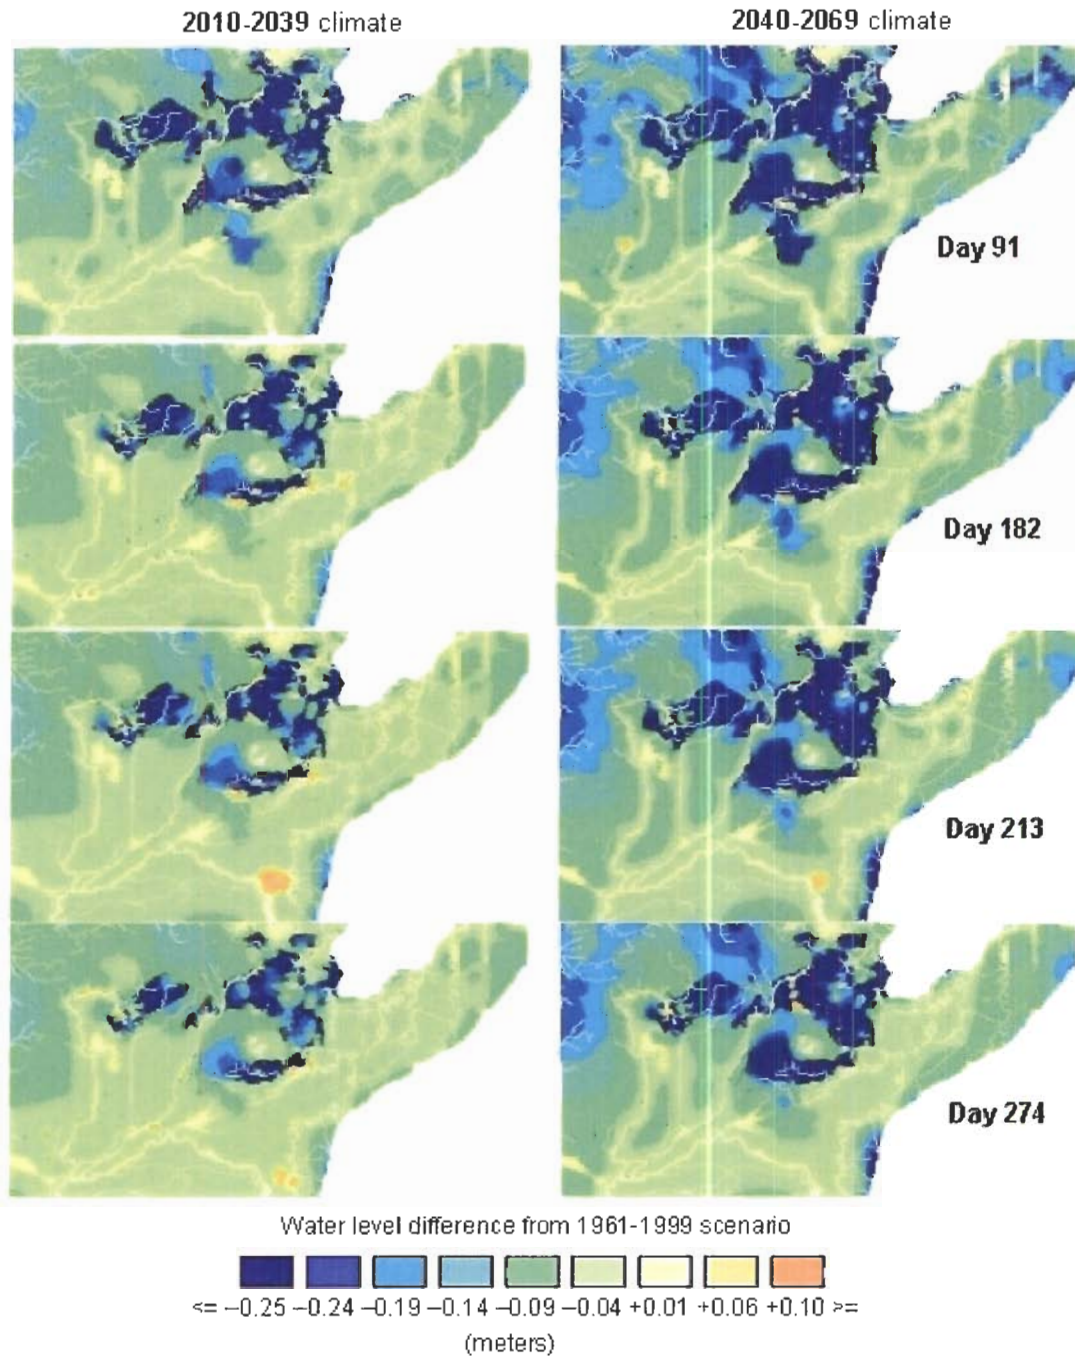 2010-2039 climate 2040-2069 climate
Day 91
Day 182
Day 213
Day 274
Water level difference from 1961-1999 scenario
<= −0.25 −0.24 −0.19 −0.14 −0.09 −0.04 +0.01 +0.06 +0.10 >=
(meters)